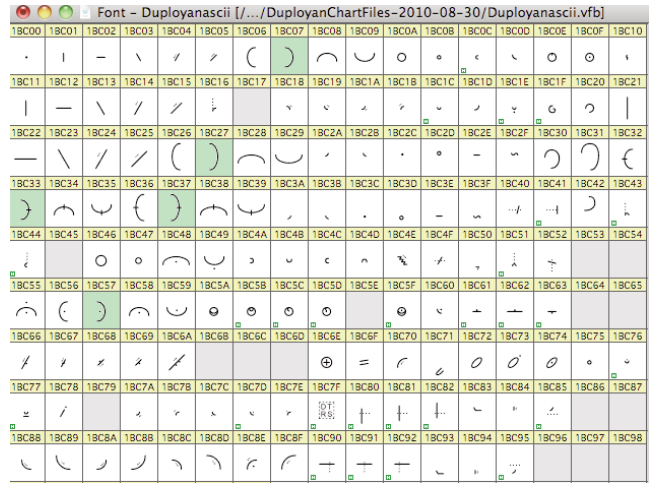 Font - Duployanascii [/.../DuployanChartFiles-2010-08-30/Duployanascii.vfb]
1BC00 1BC01 1BC02 1BC03 1BC04 1BC05 1BC06 1BC07 1BC08 1BC09 1BC0A 1BC0B 1BC0C 1BC0D 1BC0E 1BC0F 1BC10
1BC11 1BC12 1BC13 1BC14 1BC15 1BC16 1BC17 1BC18 1BC19 1BC1A 1BC1B 1BC1C 1BC1D 1BC1E 1BC1F 1BC20 1BC21
1BC22 1BC23 1BC24 1BC25 1BC26 1BC27 1BC28 1BC29 1BC2A 1BC2B 1BC2C 1BC2D 1BC2E 1BC2F 1BC30 1BC31 1BC32
1BC33 1BC34 1BC35 1BC36 1BC37 1BC38 1BC39 1BC3A 1BC3B 1BC3C 1BC3D 1BC3E 1BC3F 1BC40 1BC41 1BC42 1BC43
1BC44 1BC45 1BC46 1BC47 1BC48 1BC49 1BC4A 1BC4B 1BC4C 1BC4D 1BC4E 1BC4F 1BC50 1BC51 1BC52 1BC53 1BC54
1BC55 1BC56 1BC57 1BC58 1BC59 1BC5A 1BC5B 1BC5C 1BC5D 1BC5E 1BC5F 1BC60 1BC61 1BC62 1BC63 1BC64 1BC65
1BC66 1BC67 1BC68 1BC69 1BC6A 1BC6B 1BC6C 1BC6D 1BC6E 1BC6F 1BC70 1BC71 1BC72 1BC73 1BC74 1BC75 1BC76
1BC77 1BC78 1BC79 1BC7A 1BC7B 1BC7C 1BC7D 1BC7E 1BC7F 1BC80 1BC81 1BC82 1BC83 1BC84 1BC85 1BC86 1BC87
DT
RS
1BC88 1BC89 1BC8A 1BC8B 1BC8C 1BC8D 1BC8E 1BC8F 1BC90 1BC91 1BC92 1BC93 1BC94 1BC95 1BC96 1BC97 1BC98